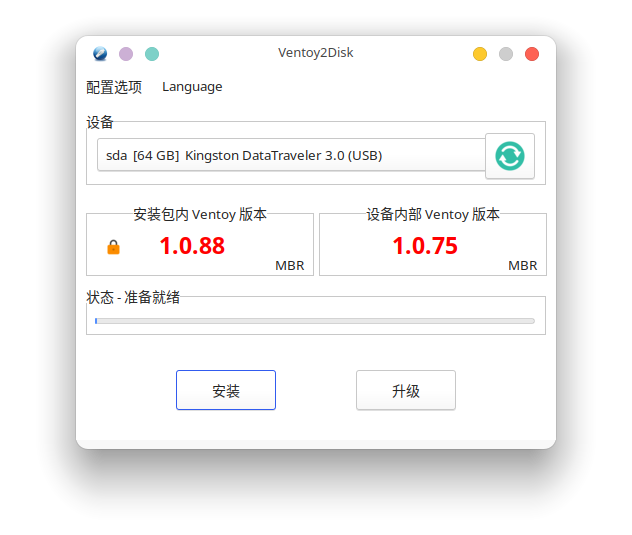 Ventoy2Disk
配置选项 Language
设备
sda [64 GB] Kingston DataTraveler 3.0 (USB)
安装包内 Ventoy 版本
1.0.88
MBR
设备内部 Ventoy 版本
1.0.75
MBR
状态 - 准备就绪
安装
升级